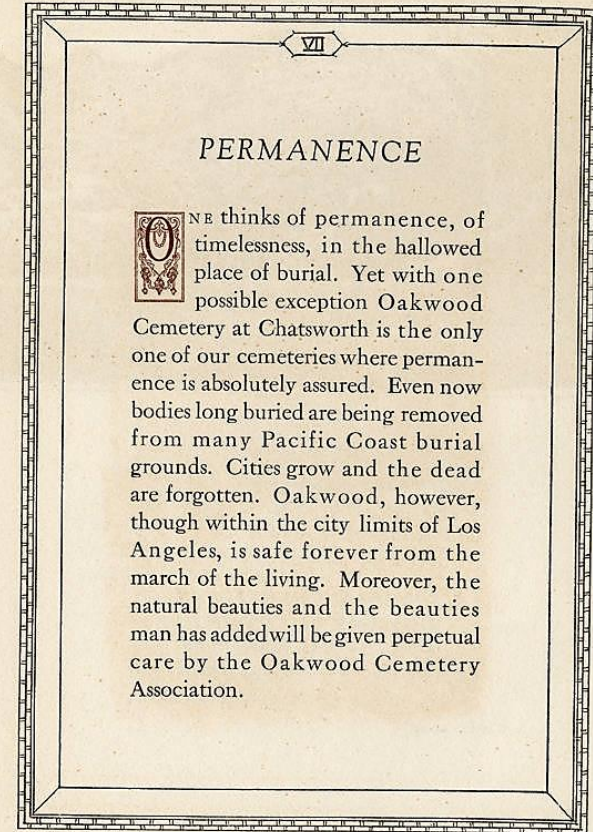 VII
PERMANENCE
ONE thinks of permanence, of
timelessness, in the hallowed
place of burial. Yet with one
possible exception Oakwood
Cemetery at Chatsworth is the only
one of our cemeteries where perman-
ence is absolutely assured. Even now
bodies long buried are being removed
from many Pacific Coast burial
grounds. Cities grow and the dead
are forgotten. Oakwood, however,
though within the city limits of Los
Angeles, is safe forever from the
march of the living. Moreover, the
natural beauties and the beauties
man has added will be given perpetual
care by the Oakwood Cemetery
Association.